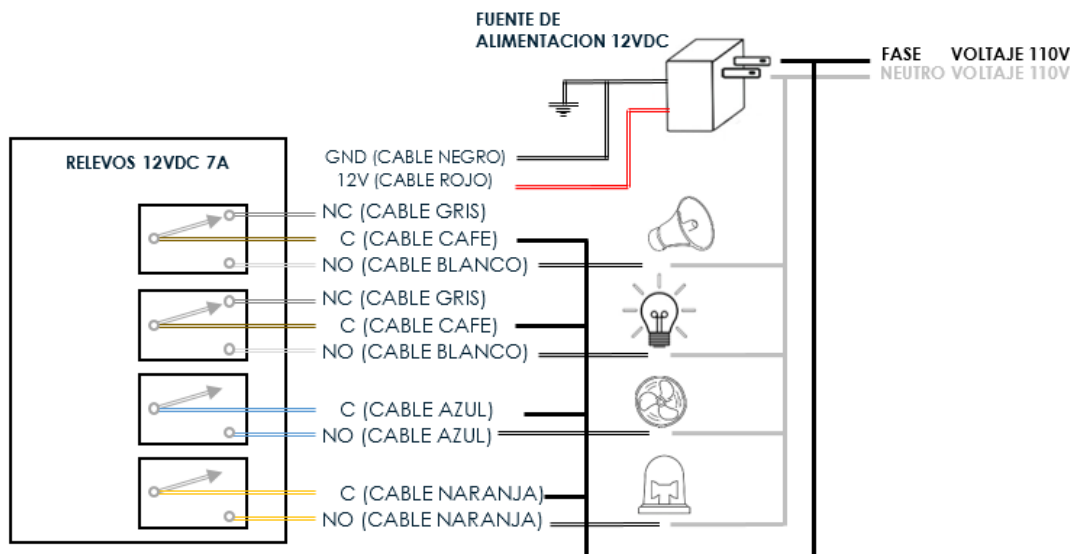 FUENTE DE
ALIMENTACION 12VDC
FASE VOLTAJE 110V
NEUTRO VOLTAJE 110V
RELEVOS 12VDC 7A
GND (CABLE NEGRO)
12V (CABLE ROJO)
NC (CABLE GRIS)
C (CABLE CAFE)
NO (CABLE BLANCO)
NC (CABLE GRIS)
C (CABLE CAFE)
NO (CABLE BLANCO)
C (CABLE AZUL)
NO (CABLE AZUL)
C (CABLE NARANJA)
NO (CABLE NARANJA)